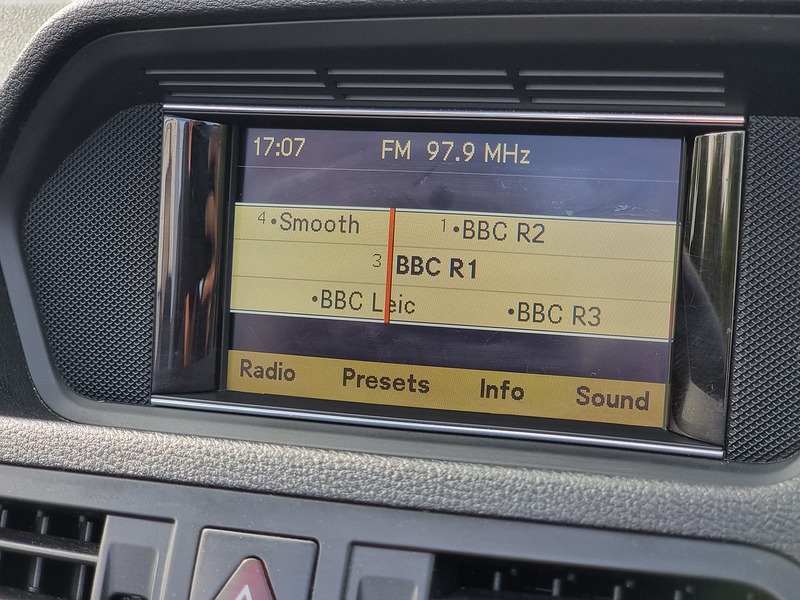 17:07 FM 97.9 MHz
4 •Smooth 1 •BBC R2
3 BBC R1
•BBC Leic •BBC R3
Radio Presets Info Sound